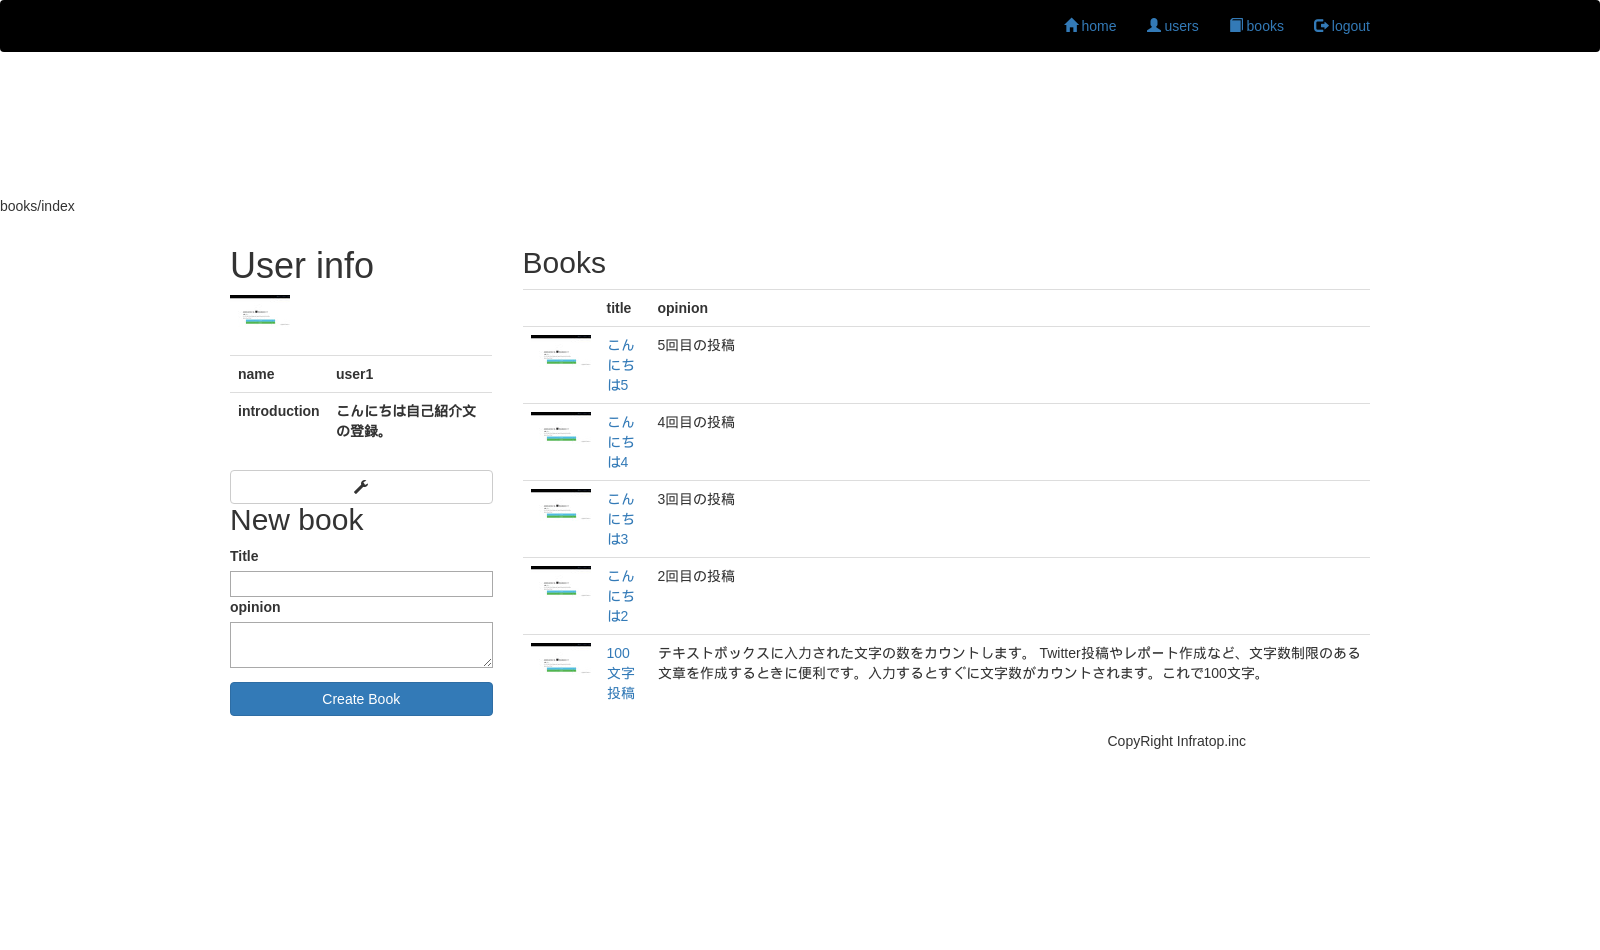 home users books logout
books/index
User info
name user1
introduction こんにちは自己紹介文
の登録。
New book
Title
opinion
Create Book
Books
title opinion
こん
にち
は5
5回目の投稿
こん
にち
は4
4回目の投稿
こん
にち
は3
3回目の投稿
こん
にち
は2
2回目の投稿
100
文字
投稿
テキストボックスに入力された文字の数をカウントします。 Twitter投稿やレポート作成など、文字数制限のある
文章を作成するときに便利です。入力するとすぐに文字数がカウントされます。これで100文字。
CopyRight Infratop.inc